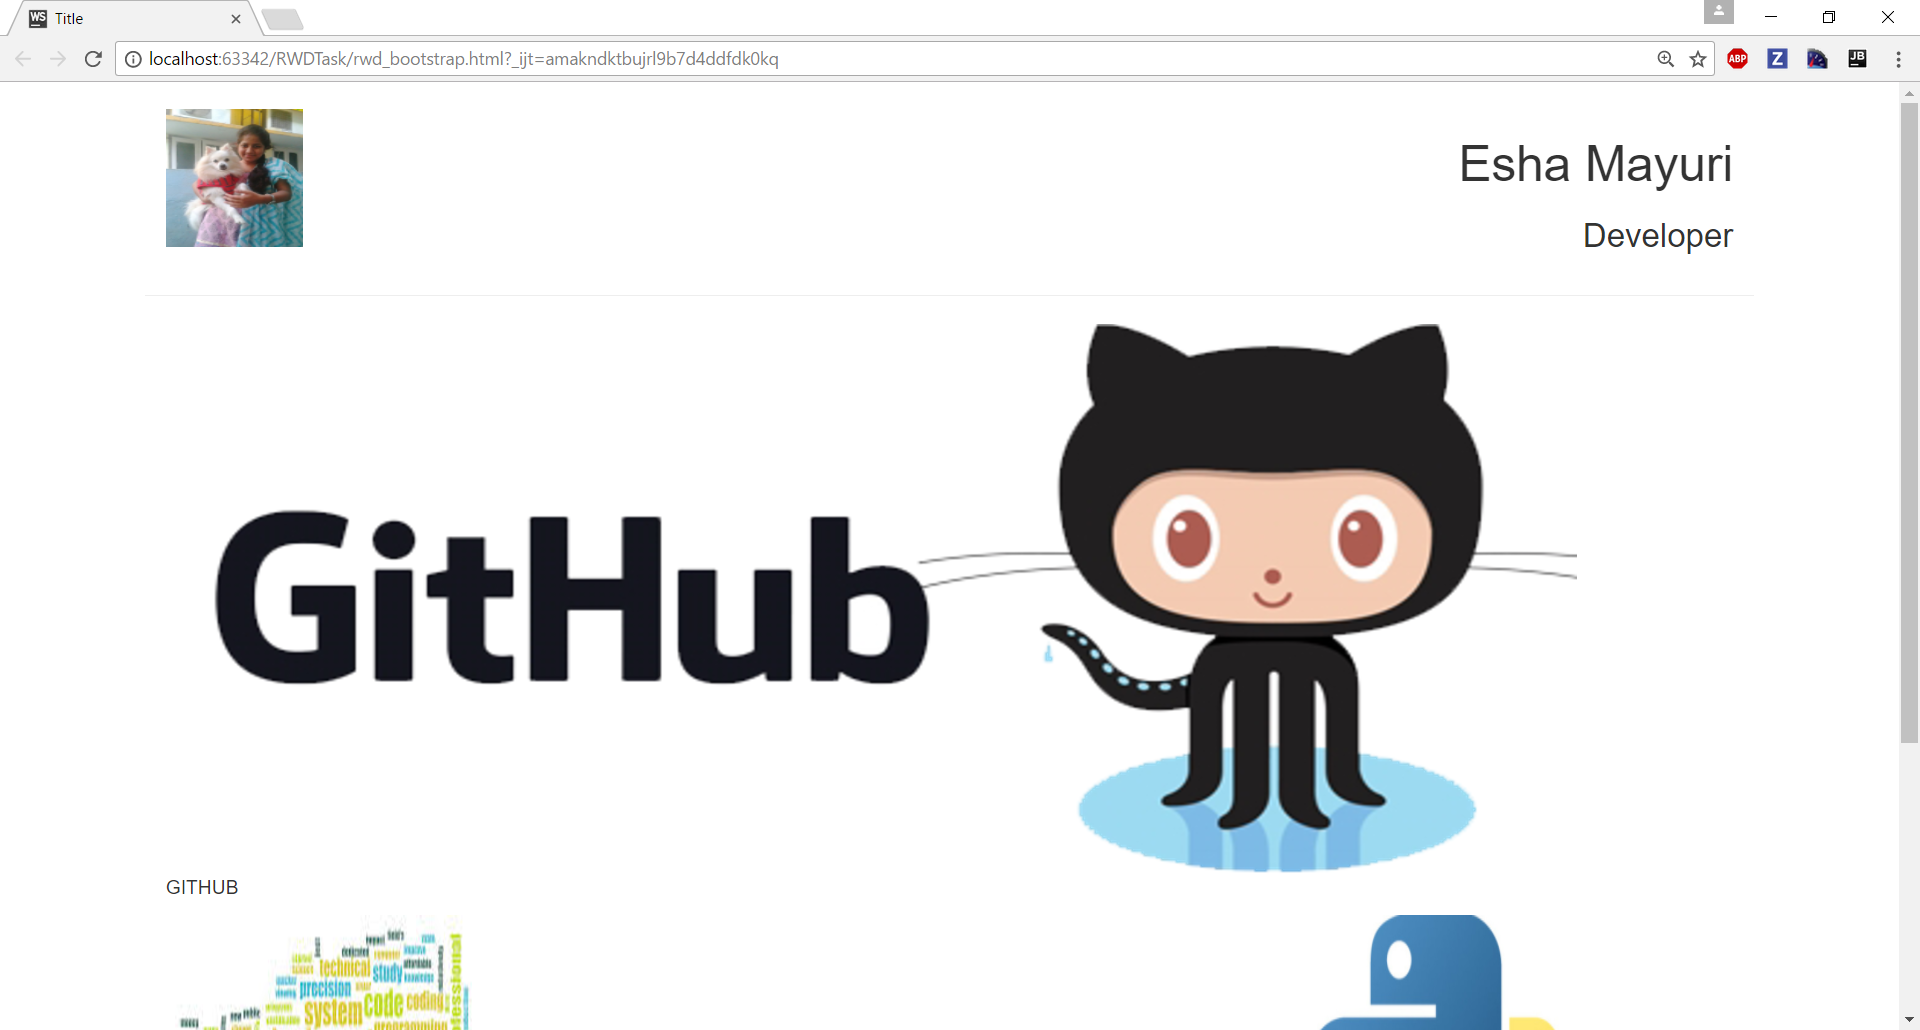 WS Title
localhost:63342/RWDTask/rwd_bootstrap.html?_ijt=amakndktbujrl9b7d4ddfdk0kq
ABP Z JB
Esha Mayuri
Developer
GitHub
GITHUB
technical study
precision
system code coding
programming